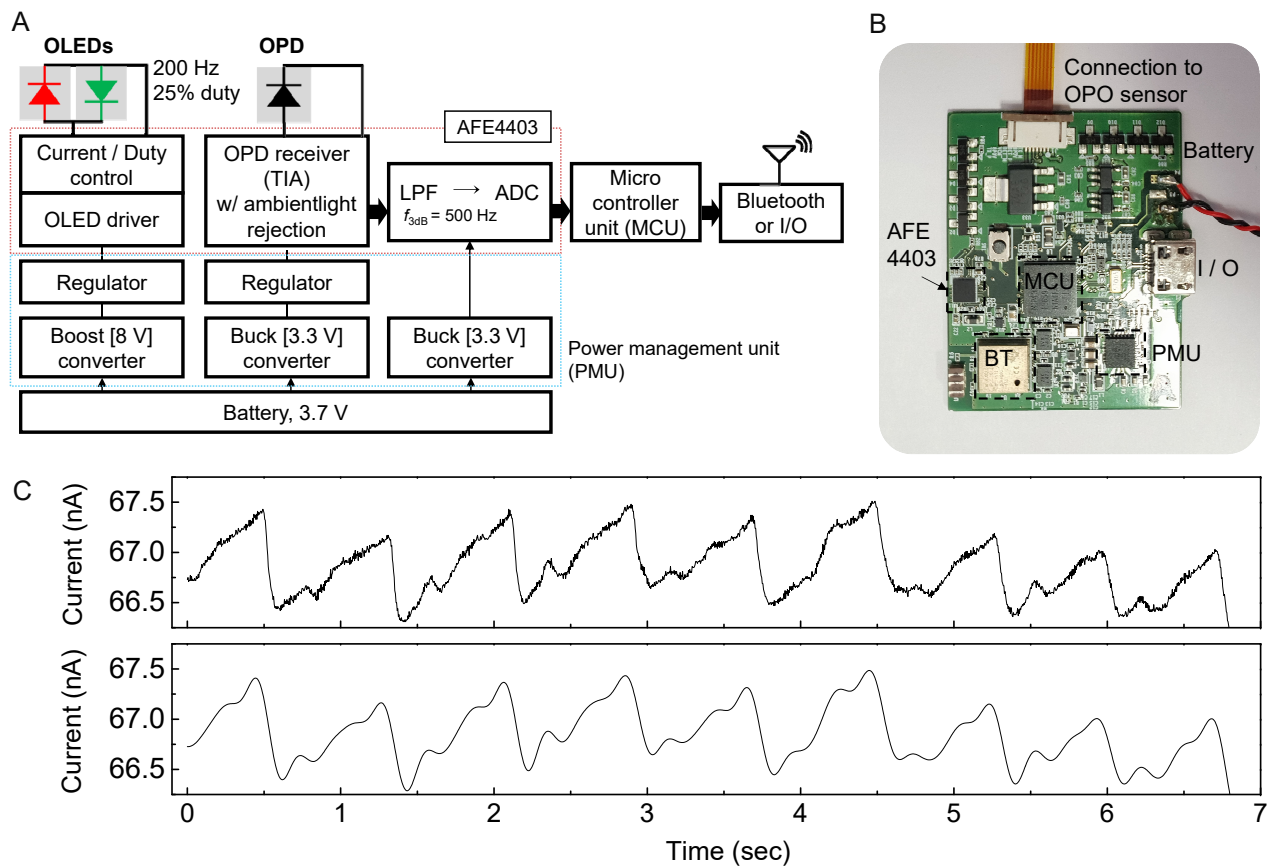 A
OLEDs
200 Hz
25% duty
OPD
AFE4403
Current / Duty
control
OLED driver
OPD receiver
(TIA)
w/ ambientlight
rejection
LPF → ADC
f3dB = 500 Hz
Micro
controller
unit (MCU)
Bluetooth
or I/O
Regulator
Regulator
Boost [8 V]
converter
Buck [3.3 V]
converter
Buck [3.3 V]
converter
Power management unit
(PMU)
Battery, 3.7 V
B
Connection to
OPO sensor
Battery
AFE
4403
MCU
I / O
BT
PMU
C
Current (nA)
67.5
67.0
66.5
Current (nA)
67.5
67.0
66.5
0 1 2 3 4 5 6 7
Time (sec)